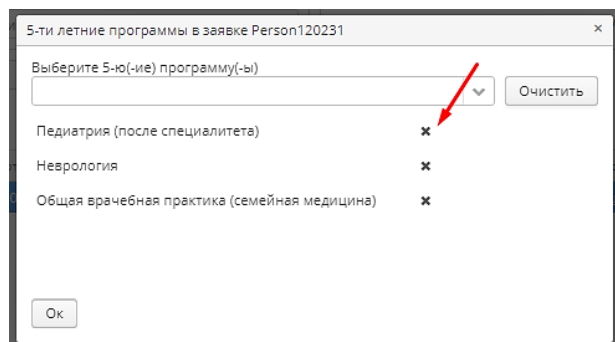 5-ти летние программы в заявке Person120231
Выберите 5-ю(-ие) программу(-ы)
Очистить
Педиатрия (после специалитета)
Неврология
Общая врачебная практика (семейная медицина)
Ок